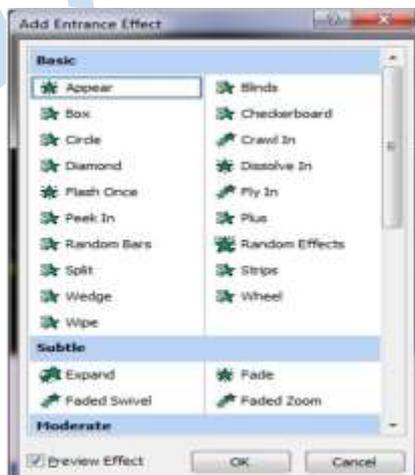 Add Entrance Effect
Basic
Appear Blinds
Box Checkerboard
Circle Crawl In
Diamond Dissolve In
Flash Once Fly In
Peek In Plus
Random Bars Random Effects
Split Strips
Wedge Wheel
Wipe
Subtle
Expand Fade
Faded Swivel Faded Zoom
Moderate
Preview Effect OK Cancel